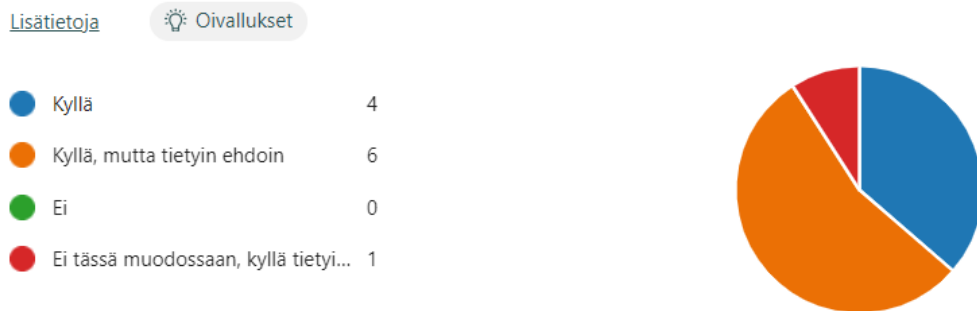 Lisätietoja Oivallukset
Kyllä 4
Kyllä, mutta tietyin ehdoin 6
Ei 0
Ei tässä muodossaan, kyllä tietyi... 1